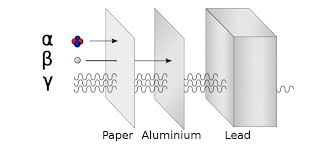 α
β
γ
Paper Aluminium Lead